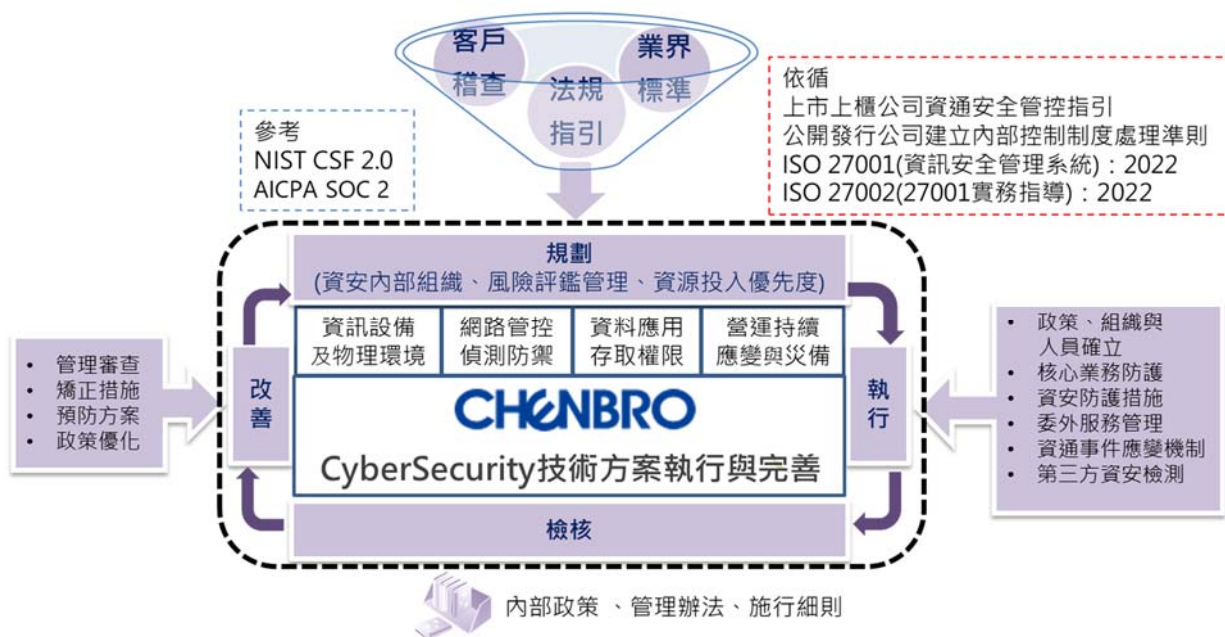 客戶
稽查
法規
指引
業界
標準
參考
NIST CSF 2.0
AICPA SOC 2
依循
上市上櫃公司資通安全管控指引
公開發行公司建立內部控制制度處理準則
ISO 27001(資訊安全管理系統)：2022
ISO 27002(27001實務指導)：2022
規劃
(資安內部組織、風險評鑑管理、資源投入優先度)
資訊設備
及物理環境
網路管控
偵測防禦
資料應用
存取權限
營運持續
應變與災備
• 管理審查
• 矯正措施
• 預防方案
• 政策優化
改善
CHENBRO
CyberSecurity技術方案執行與完善
執行
• 政策、組織與
人員確立
• 核心業務防護
• 資安防護措施
• 委外服務管理
• 資通事件應變機制
• 第三方資安檢測
檢核
內部政策 、管理辦法、施行細則